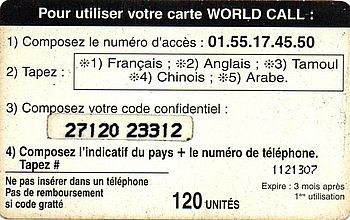 Pour utiliser votre carte WORLD CALL :
1) Composez le numéro d'accès : 01.55.17.45.50
2) Tapez : ※1) Français ; ※2) Anglais ; ※3) Tamoul
※4) Chinois ; ※5) Arabe.
3) Composez votre code confidentiel :
27120 23312
4) Composez l'indicatif du pays + le numéro de téléphone.
Tapez #
1121307
Ne pas insérer dans un téléphone
Pas de remboursement
si code gratté
120 UNITÉS
Expire : 3 mois après
1ère utilisation